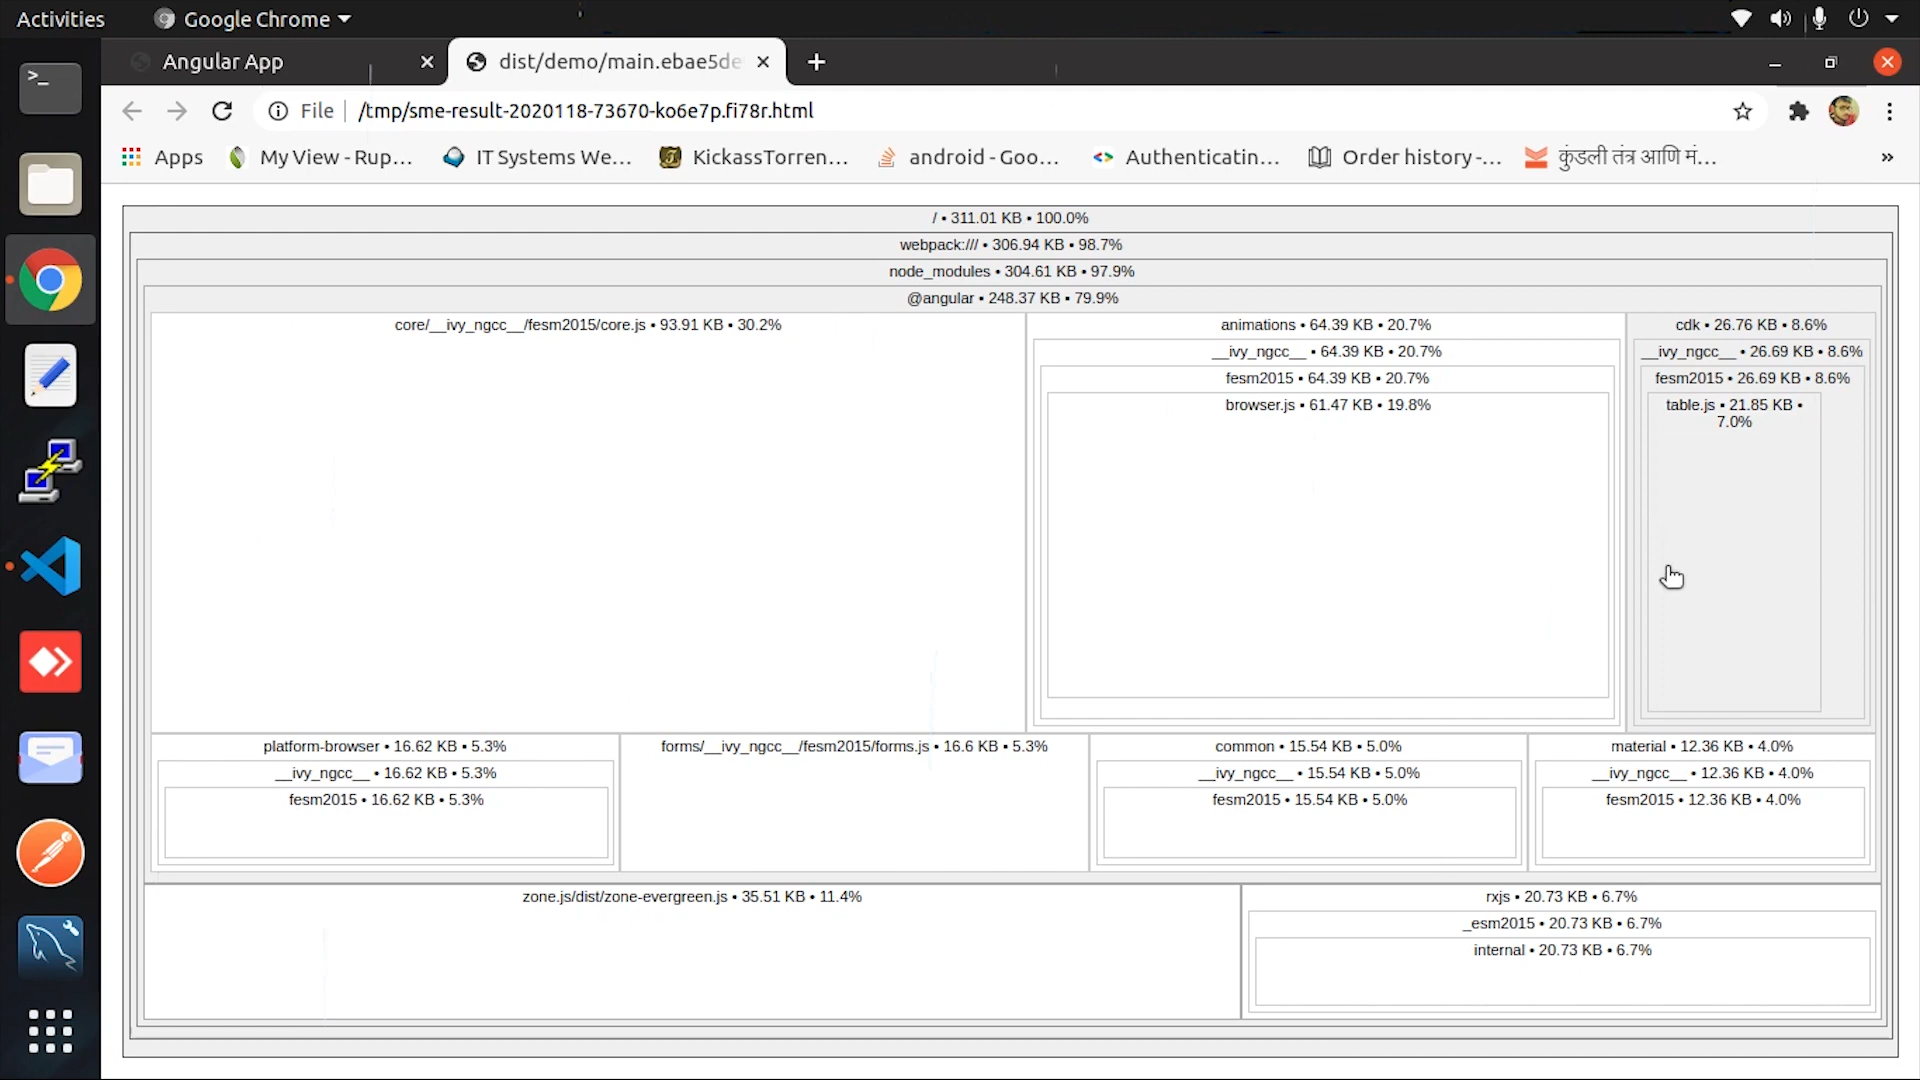 Activities
Google Chrome
Angular App
dist/demo/main.ebae5de
File
/tmp/sme-result-2020118-73670-ko6e7p.fi78r.html
Apps
My View - Rup...
IT Systems We...
KickassTorren...
android - Goo...
Authenticatin...
Order history -...
कुंडली तंत्र आणि मं...
/ • 311.01 KB • 100.0%
webpack:/// • 306.94 KB • 98.7%
node_modules • 304.61 KB • 97.9%
@angular • 248.37 KB • 79.9%
core/__ivy_ngcc__/fesm2015/core.js • 93.91 KB • 30.2%
animations • 64.39 KB • 20.7%
__ivy_ngcc__ • 64.39 KB • 20.7%
fesm2015 • 64.39 KB • 20.7%
browser.js • 61.47 KB • 19.8%
cdk • 26.76 KB • 8.6%
__ivy_ngcc__ • 26.69 KB • 8.6%
fesm2015 • 26.69 KB • 8.6%
table.js • 21.85 KB •
7.0%
platform-browser • 16.62 KB • 5.3%
__ivy_ngcc__ • 16.62 KB • 5.3%
fesm2015 • 16.62 KB • 5.3%
forms/__ivy_ngcc__/fesm2015/forms.js • 16.6 KB • 5.3%
common • 15.54 KB • 5.0%
__ivy_ngcc__ • 15.54 KB • 5.0%
fesm2015 • 15.54 KB • 5.0%
material • 12.36 KB • 4.0%
__ivy_ngcc__ • 12.36 KB • 4.0%
fesm2015 • 12.36 KB • 4.0%
zone.js/dist/zone-evergreen.js • 35.51 KB • 11.4%
rxjs • 20.73 KB • 6.7%
_esm2015 • 20.73 KB • 6.7%
internal • 20.73 KB • 6.7%